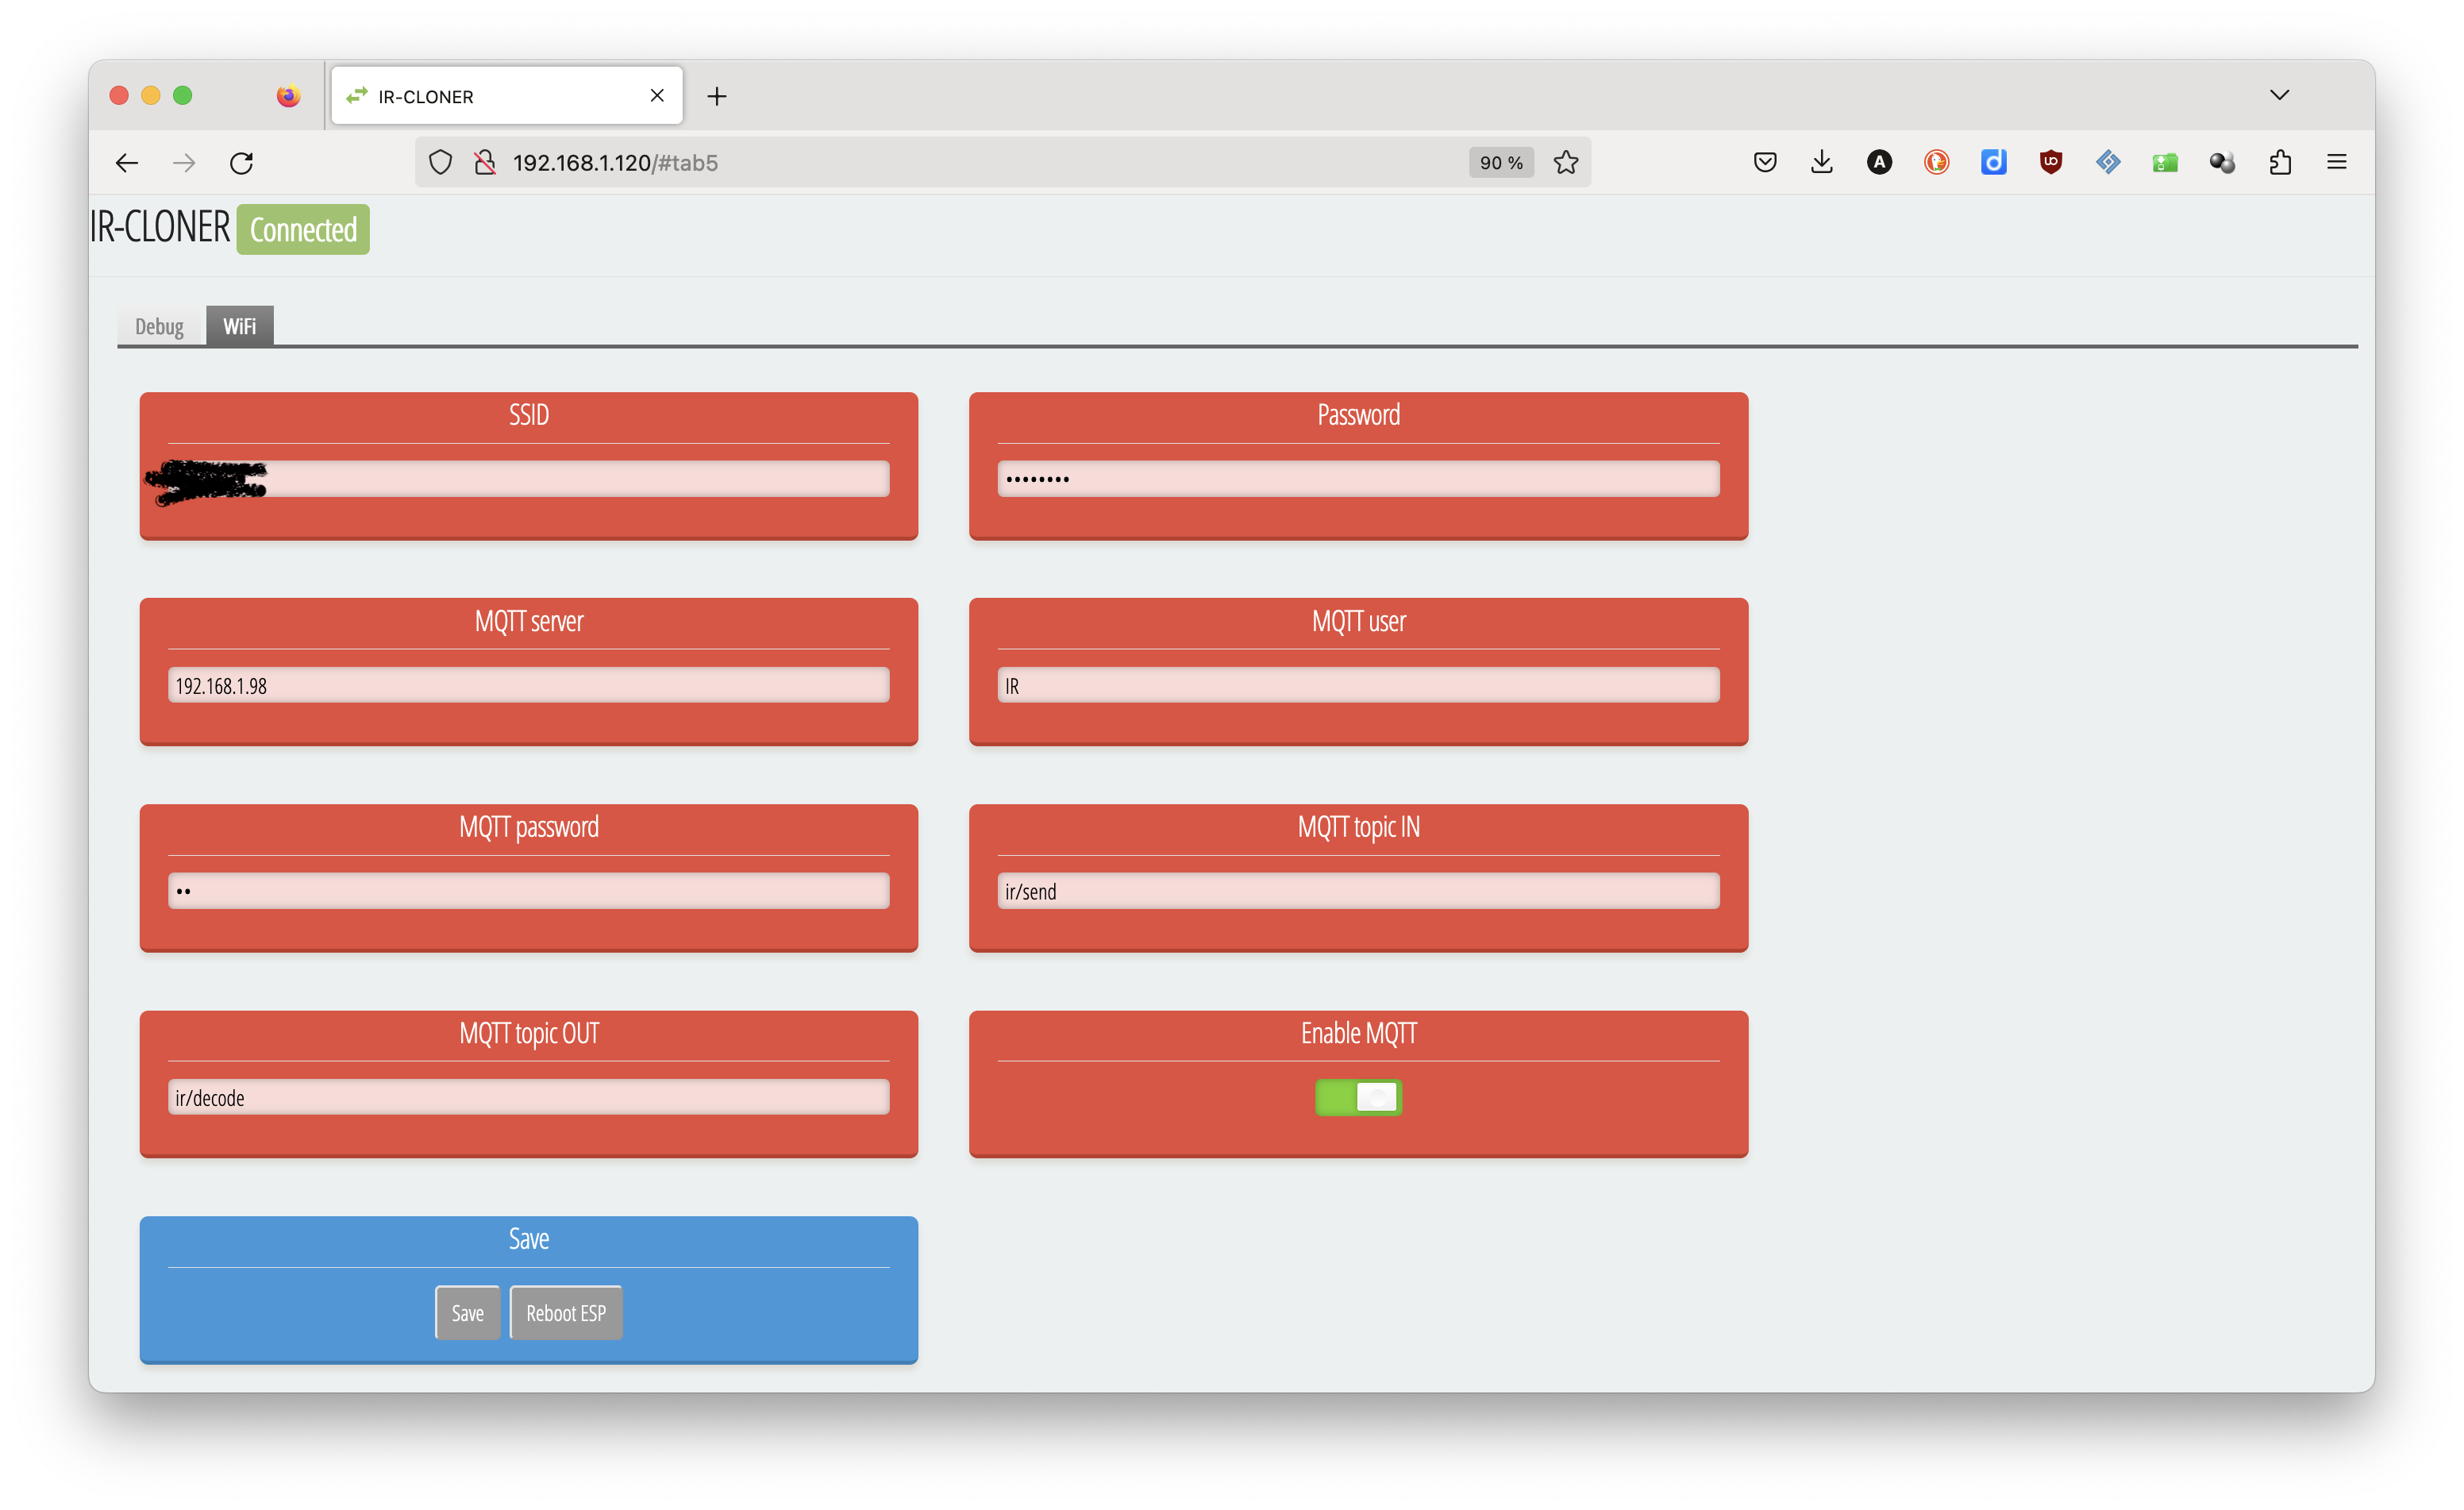 IR-CLONER
192.168.1.120/#tab5
90 %
IR-CLONER Connected
Debug WiFi
SSID
Password
••••••••
MQTT server
192.168.1.98
MQTT user
IR
MQTT password
••
MQTT topic IN
ir/send
MQTT topic OUT
ir/decode
Enable MQTT
Save
Save Reboot ESP